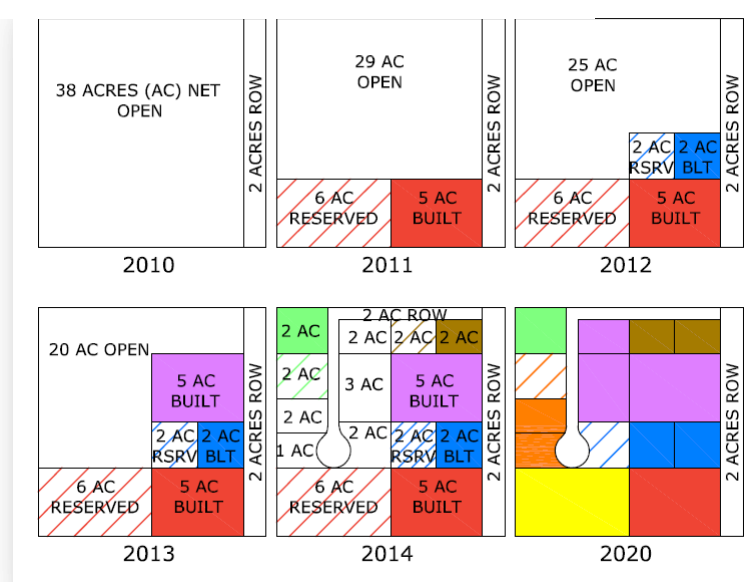 38 ACRES (AC) NET
OPEN
2 ACRES ROW
2010
29 AC
OPEN
6 AC
RESERVED
5 AC
BUILT
2 ACRES ROW
2011
25 AC
OPEN
2 AC
RSRV
2 AC
BLT
6 AC
RESERVED
5 AC
BUILT
2 ACRES ROW
2012
20 AC OPEN
5 AC
BUILT
2 AC
RSRV
2 AC
BLT
6 AC
RESERVED
5 AC
BUILT
2 ACRES ROW
2013
2 AC ROW
2 AC
2 AC
2 AC
2 AC
2 AC
3 AC
5 AC
BUILT
2 AC
1 AC
2 AC
2 AC
RSRV
2 AC
BLT
6 AC
RESERVED
5 AC
BUILT
2 ACRES ROW
2014
2 ACRES ROW
2020